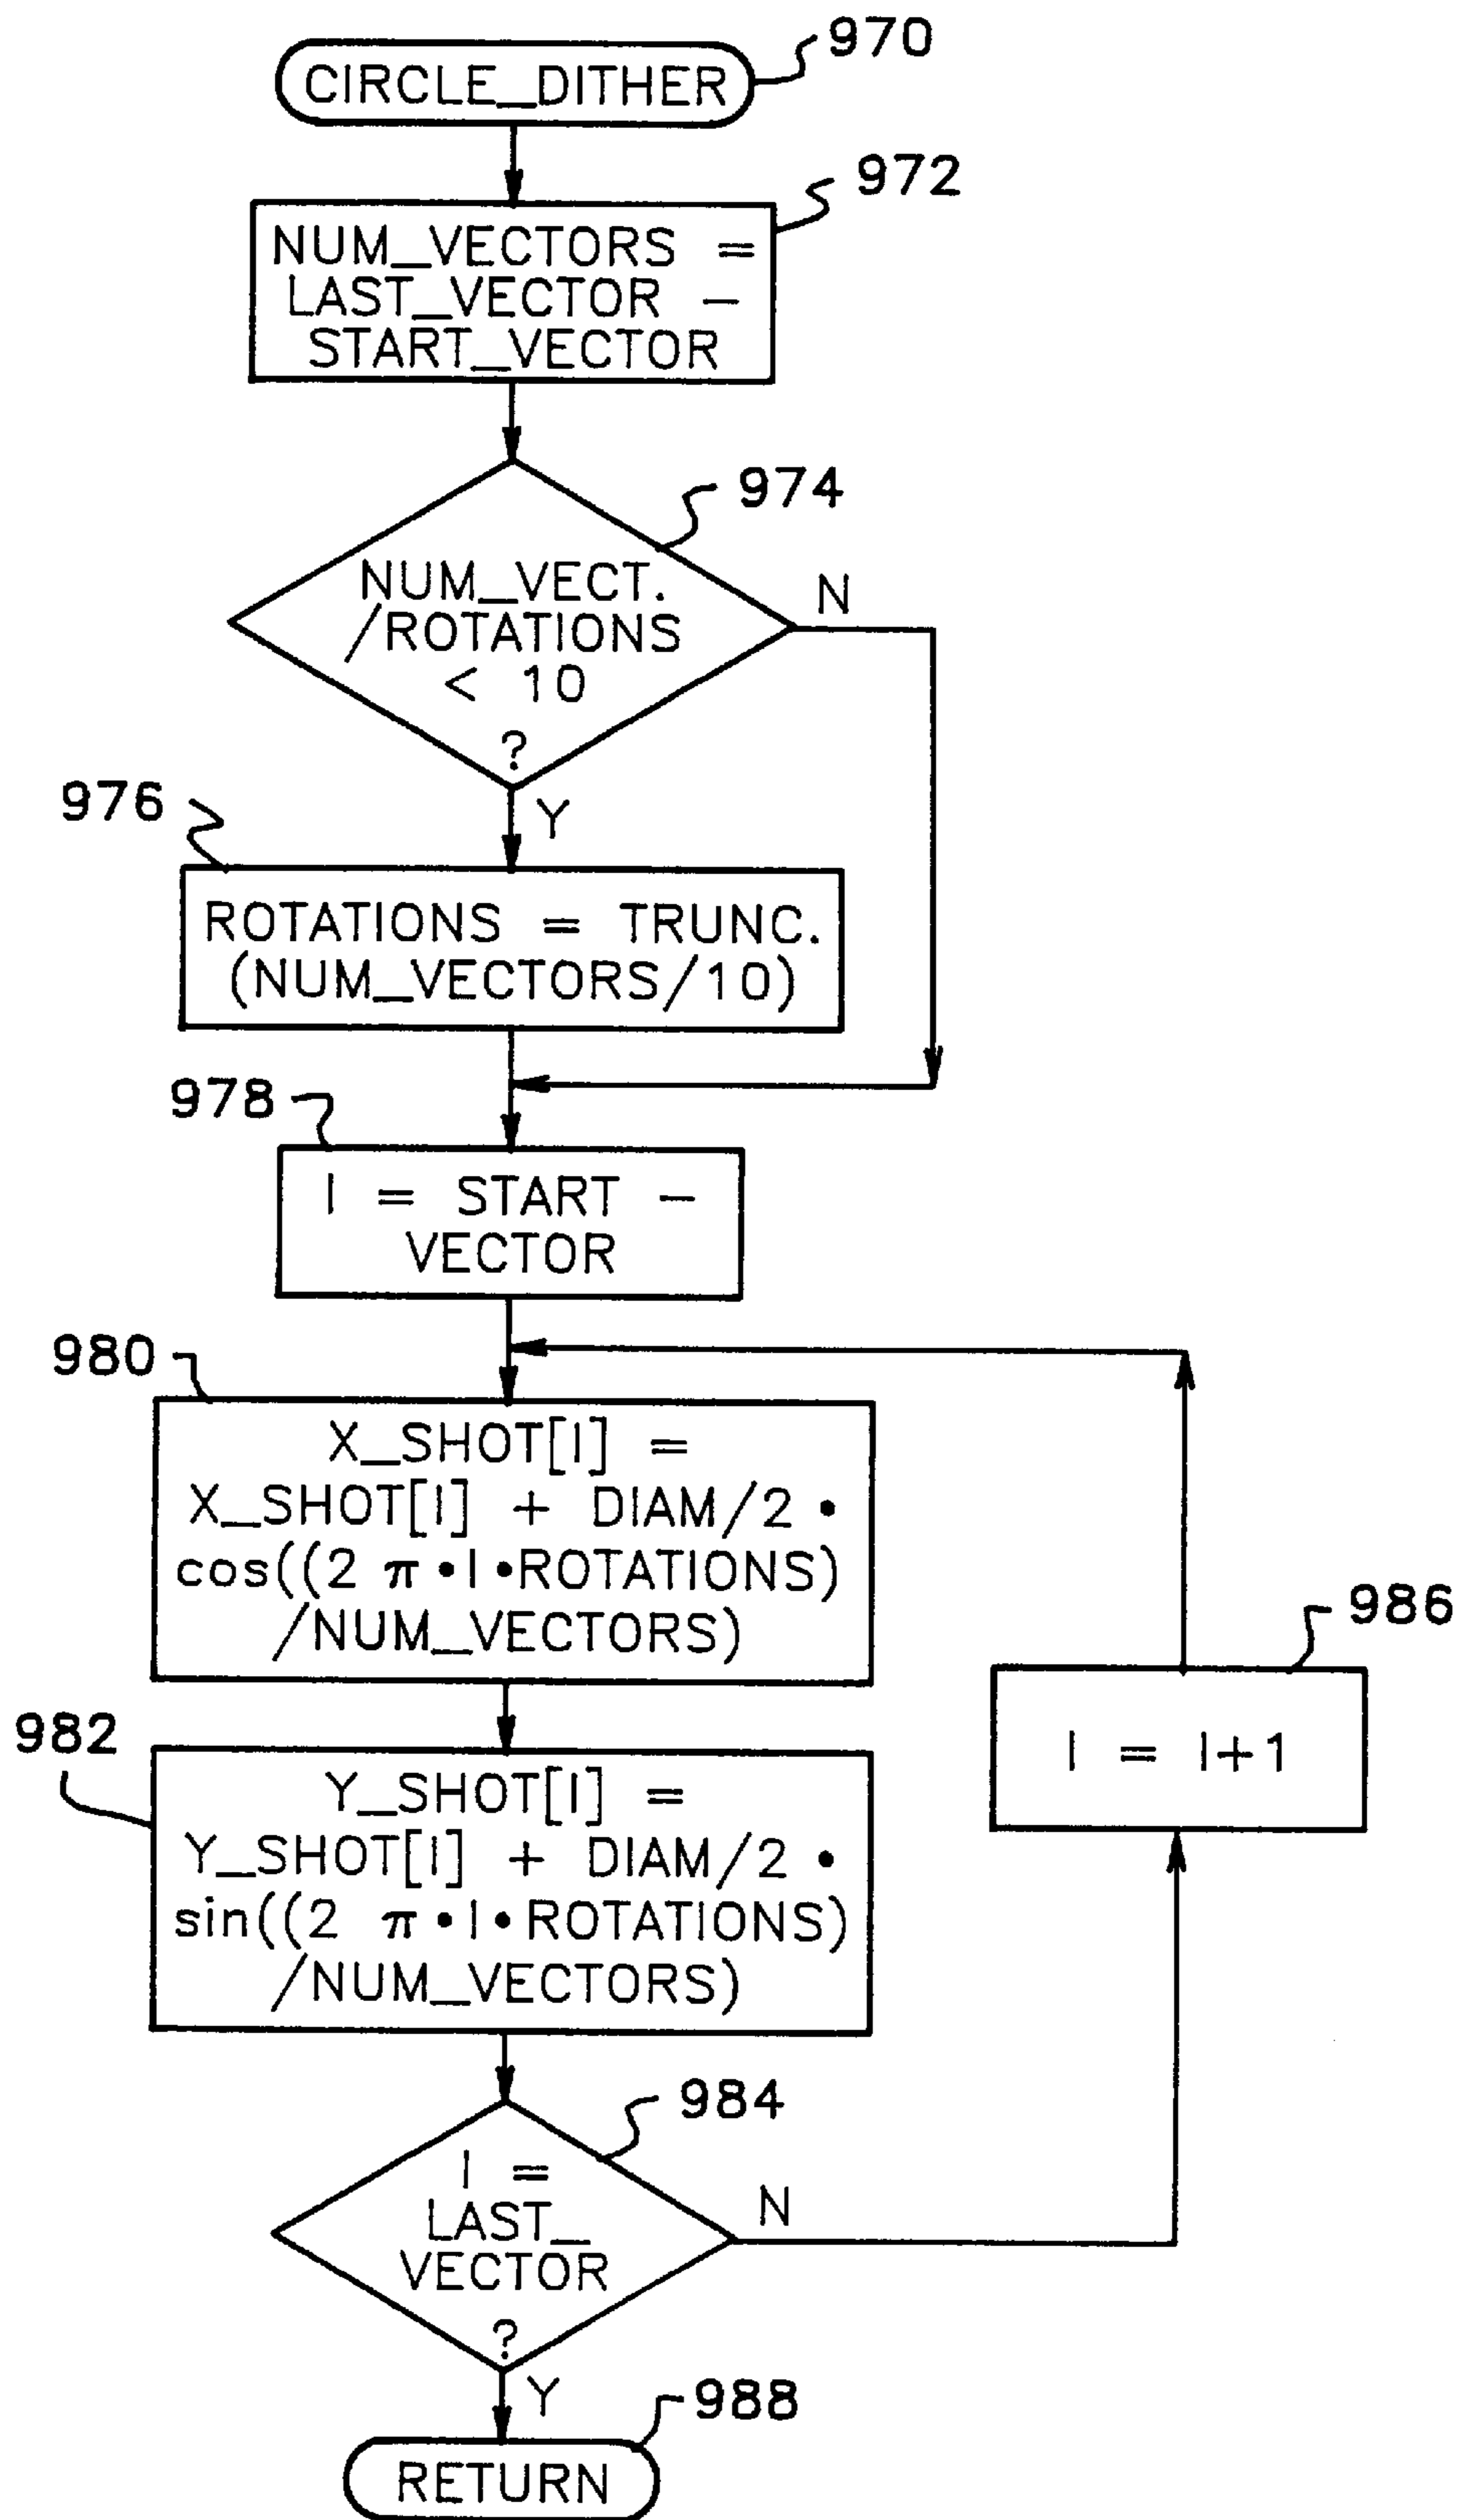 970
CIRCLE_DITHER
972
NUM_VECTORS =
LAST_VECTOR -
START_VECTOR
974
NUM_VECT.
/ROTATIONS
< 10
?
N
Y
976
ROTATIONS = TRUNC.
(NUM_VECTORS/10)
978
I = START -
VECTOR
980
X_SHOT[I] =
X_SHOT[I] + DIAM/2 •
cos((2 π•I•ROTATIONS)
/NUM_VECTORS)
986
I = I+1
982
Y_SHOT[I] =
Y_SHOT[I] + DIAM/2 •
sin((2 π•I•ROTATIONS)
/NUM_VECTORS)
984
I =
LAST_
VECTOR
?
N
Y
988
RETURN